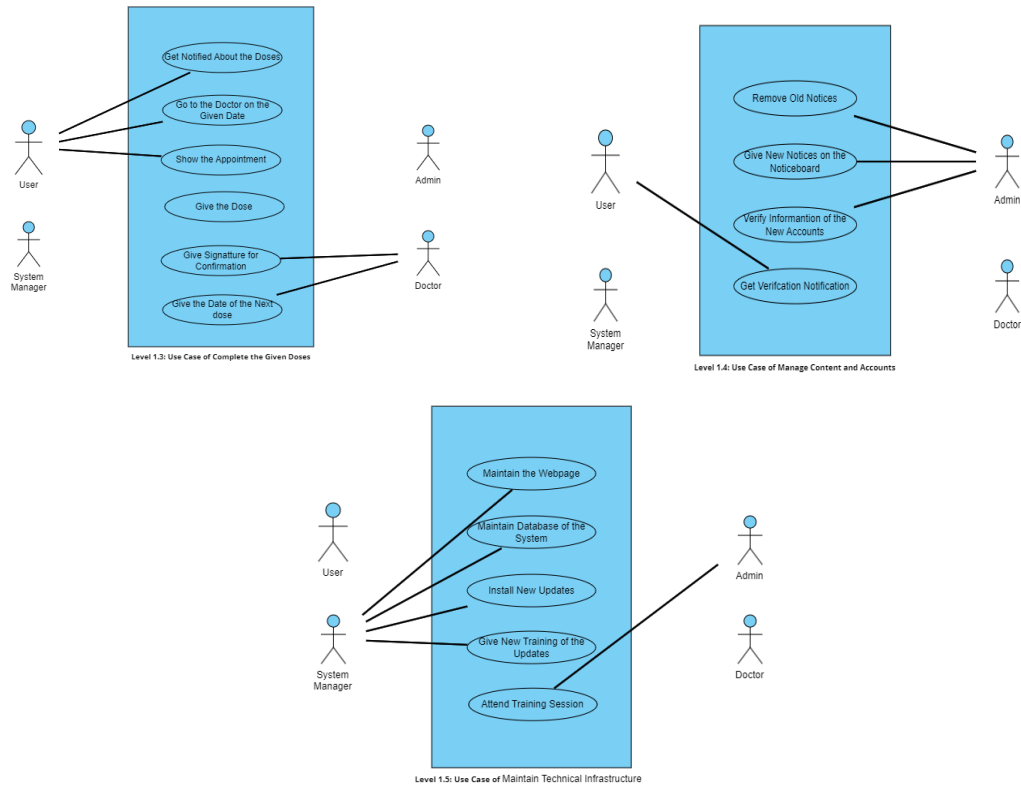 Get Notified About the Doses
Go to the Doctor on the
Given Date
Show the Appointment
Give the Dose
Give Signatture for
Confirmation
Give the Date of the Next
dose
User
System
Manager
Admin
Doctor
Level 1.3: Use Case of Complete the Given Doses
Remove Old Notices
Give New Notices on the
Noticeboard
Verify Informantion of the
New Accounts
Get Verifcation Notification
User
System
Manager
Admin
Doctor
Level 1.4: Use Case of Manage Content and Accounts
Maintain the Webpage
Maintain Database of the
System
Install New Updates
Give New Training of the
Updates
Attend Training Session
User
System
Manager
Admin
Doctor
Level 1.5: Use Case of Maintain Technical Infrastructure